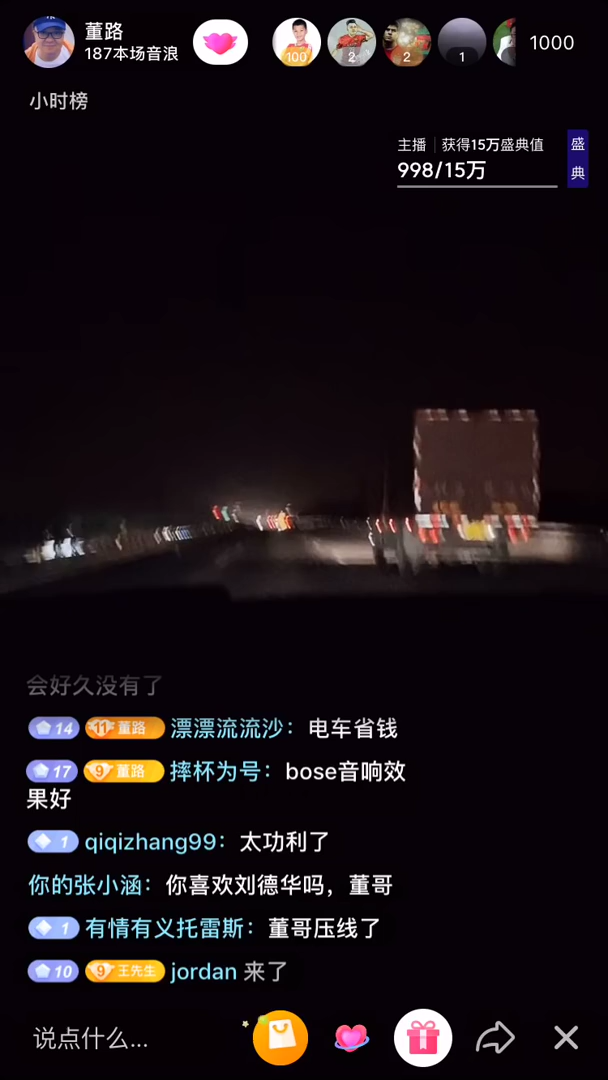 董路
187本场音浪
100
2
2
1
1000
小时榜
主播 获得15万盛典值
998/15万
盛典
会好久没有了
14 11 董路 漂漂流流沙：电车省钱
17 9 董路 摔杯为号：bose音响效
果好
1 qiqizhang99：太功利了
你的张小涵：你喜欢刘德华吗，董哥
1 有情有义托雷斯：董哥压线了
10 9 王先生 jordan 来了
说点什么...